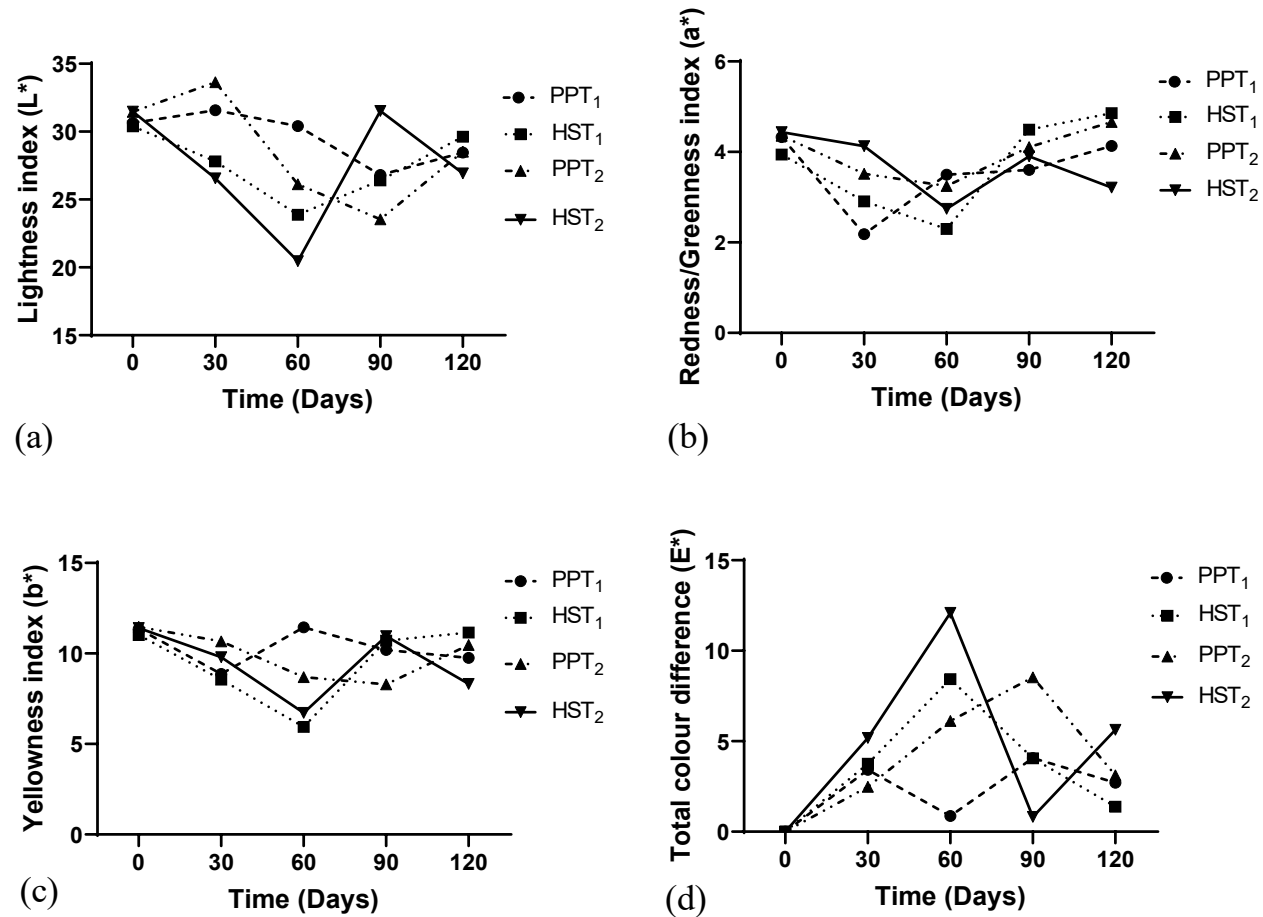 Lightness index (L*)
35
30
25
20
15
0 30 60 90 120
Time (Days)
PPT1
HST1
PPT2
HST2
(a)
Redness/Greenness index (a*)
6
4
2
0
0 30 60 90 120
Time (Days)
PPT1
HST1
PPT2
HST2
(b)
Yellowness index (b*)
15
10
5
0
0 30 60 90 120
Time (Days)
PPT1
HST1
PPT2
HST2
(c)
Total colour difference (E*)
15
10
5
0
0 30 60 90 120
Time (Days)
PPT1
HST1
PPT2
HST2
(d)